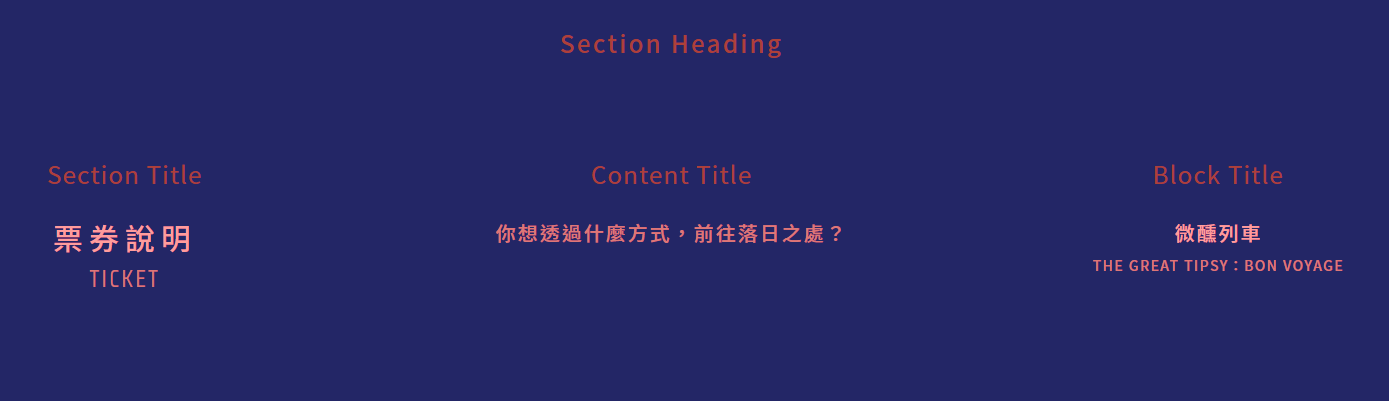 Section Heading
Section Title
票券說明
TICKET
Content Title
你想透過什麼方式，前往落日之處？
Block Title
微醺列車
THE GREAT TIPSY：BON VOYAGE